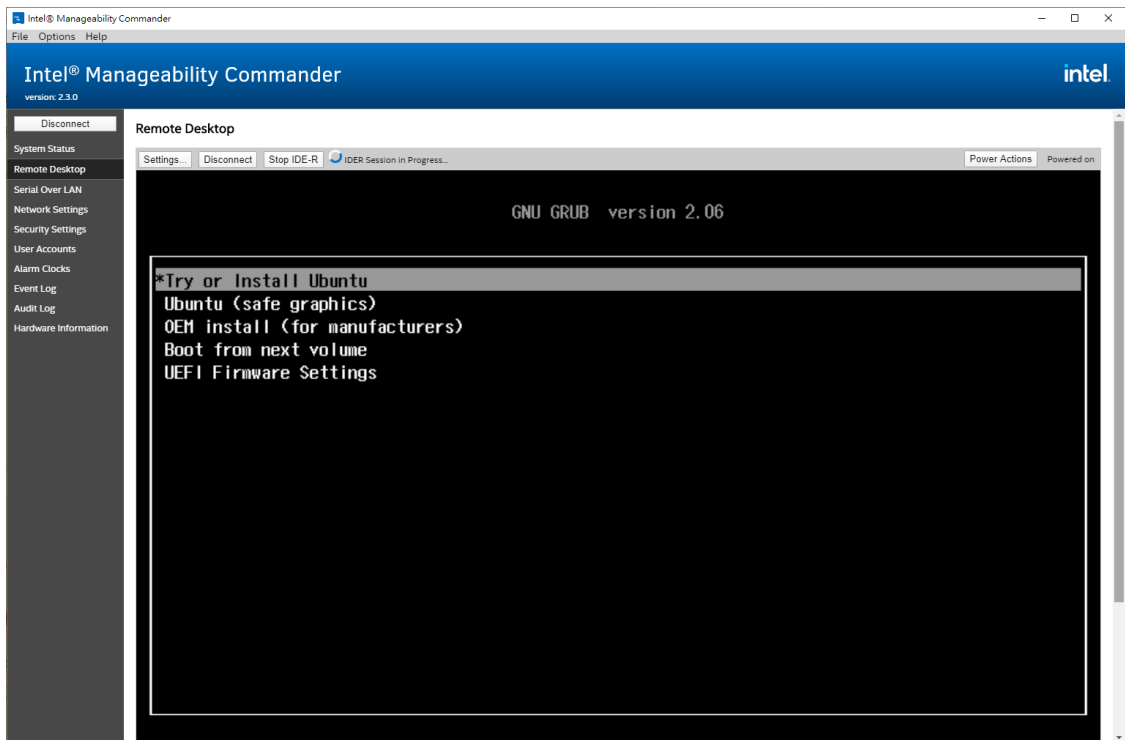 Intel® Manageability Commander
File Options Help
Intel® Manageability Commander
version: 2.3.0
intel.
Disconnect
System Status
Remote Desktop
Serial Over LAN
Network Settings
Security Settings
User Accounts
Alarm Clocks
Event Log
Audit Log
Hardware Information
Remote Desktop
Settings... Disconnect Stop IDE-R IDER Session in Progress... Power Actions Powered on
GNU GRUB version 2.06
*Try or Install Ubuntu
Ubuntu (safe graphics)
OEM install (for manufacturers)
Boot from next volume
UEFI Firmware Settings